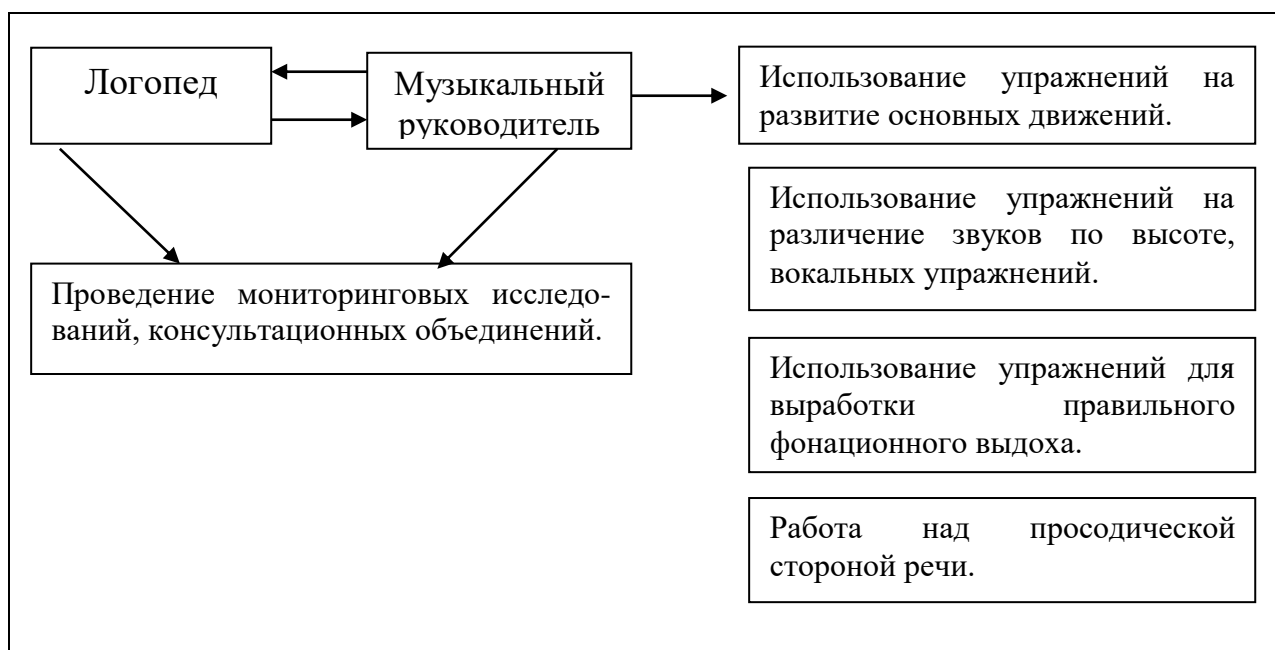 Логопед
Музыкальный
руководитель
Проведение мониторинговых исследо-
ваний, консультационных объединений.
Использование упражнений на
развитие основных движений.
Использование упражнений на
различение звуков по высоте,
вокальных упражнений.
Использование упражнений для
выработки правильного
фонационного выдоха.
Работа над просодической
стороной речи.